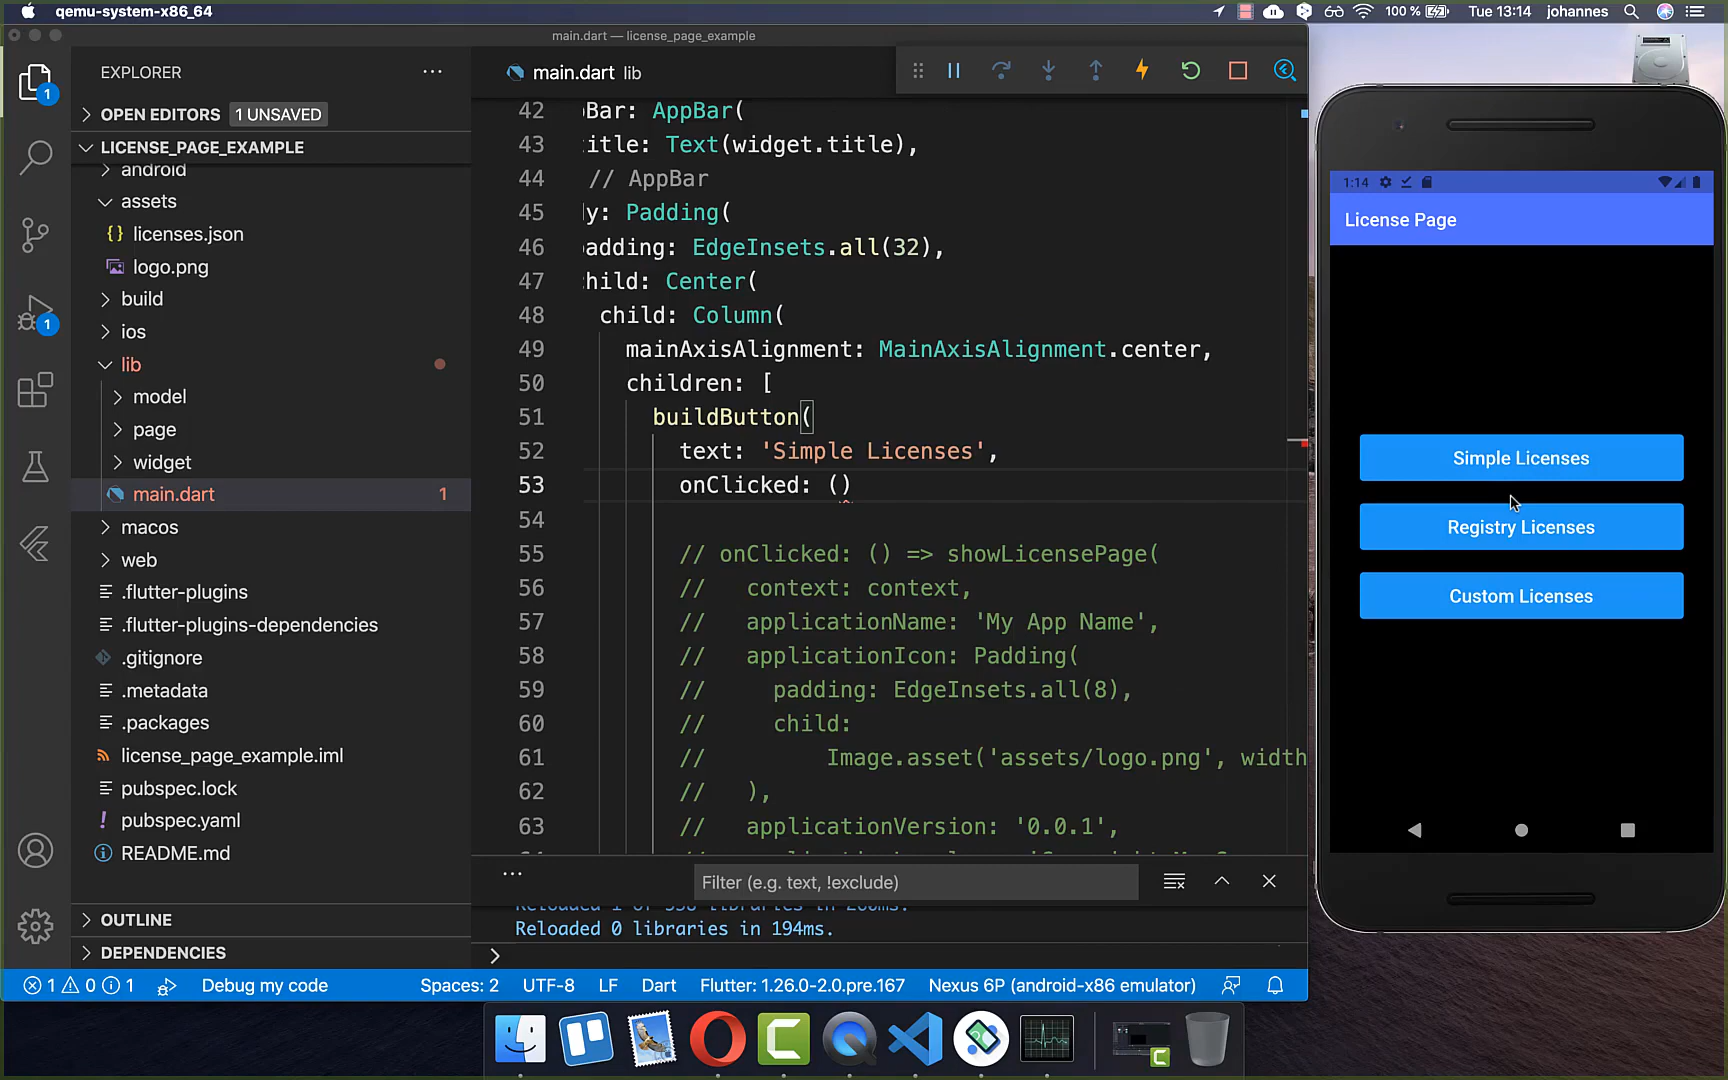 qemu-system-x86_64
100 %
Tue 13:14
johannes
main.dart — license_page_example
EXPLORER
OPEN EDITORS
1 UNSAVED
LICENSE_PAGE_EXAMPLE
android
assets
{} licenses.json
logo.png
build
ios
lib
model
page
widget
main.dart
1
macos
web
.flutter-plugins
.flutter-plugins-dependencies
.gitignore
.metadata
.packages
license_page_example.iml
pubspec.lock
! pubspec.yaml
README.md
OUTLINE
DEPENDENCIES
1
1
main.dart lib
42 Bar: AppBar(
43 itle: Text(widget.title),
44 // AppBar
45 y: Padding(
46 padding: EdgeInsets.all(32),
47 hild: Center(
48 child: Column(
49 mainAxisAlignment: MainAxisAlignment.center,
50 children: [
51 buildButton(
52 text: 'Simple Licenses',
53 onClicked: ()
54
55 // onClicked: () => showLicensePage(
56 // context: context,
57 // applicationName: 'My App Name',
58 // applicationIcon: Padding(
59 // padding: EdgeInsets.all(8),
60 // child:
61 // Image.asset('assets/logo.png', width
62 // ),
63 // applicationVersion: '0.0.1',
Filter (e.g. text, !exclude)
Reloaded 0 libraries in 194ms.
1 0 1
Debug my code
Spaces: 2
UTF-8
LF
Dart
Flutter: 1.26.0-2.0.pre.167
Nexus 6P (android-x86 emulator)
1:14
License Page
Simple Licenses
Registry Licenses
Custom Licenses